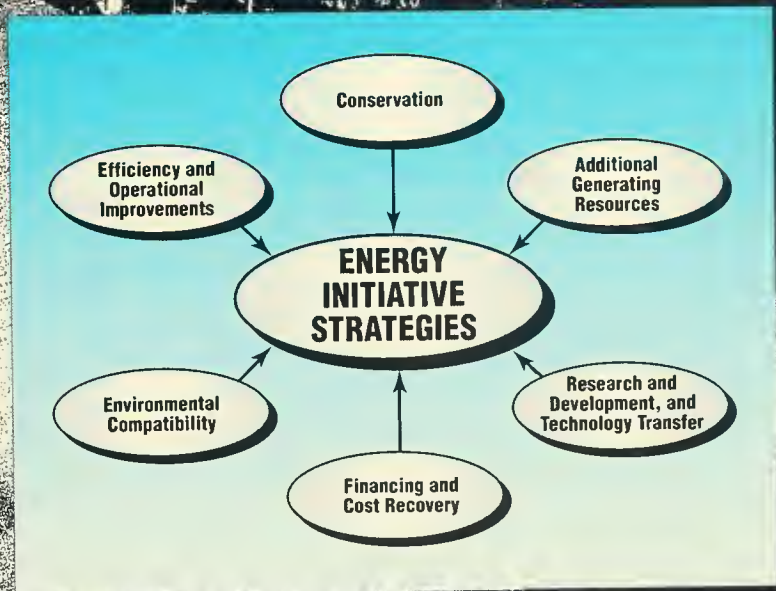 Conservation
Efficiency and
Operational
Improvements
Additional
Generating
Resources
ENERGY
INITIATIVE
STRATEGIES
Environmental
Compatibility
Research and
Development, and
Technology Transfer
Financing and
Cost Recovery